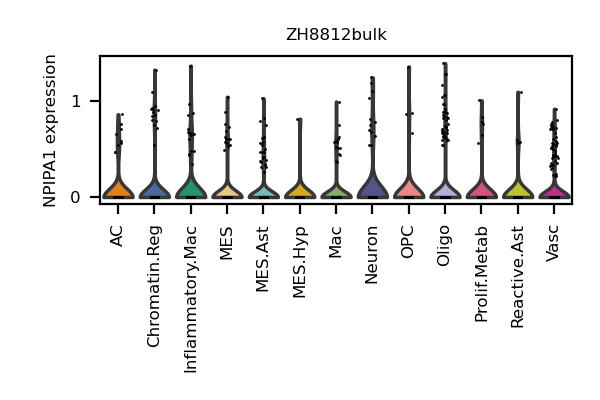 ZH8812bulk
NPIPA1 expression
1
0
AC
Chromatin.Reg
Inflammatory.Mac
MES
MES.Ast
MES.Hyp
Mac
Neuron
OPC
Oligo
Prolif.Metab
Reactive.Ast
Vasc